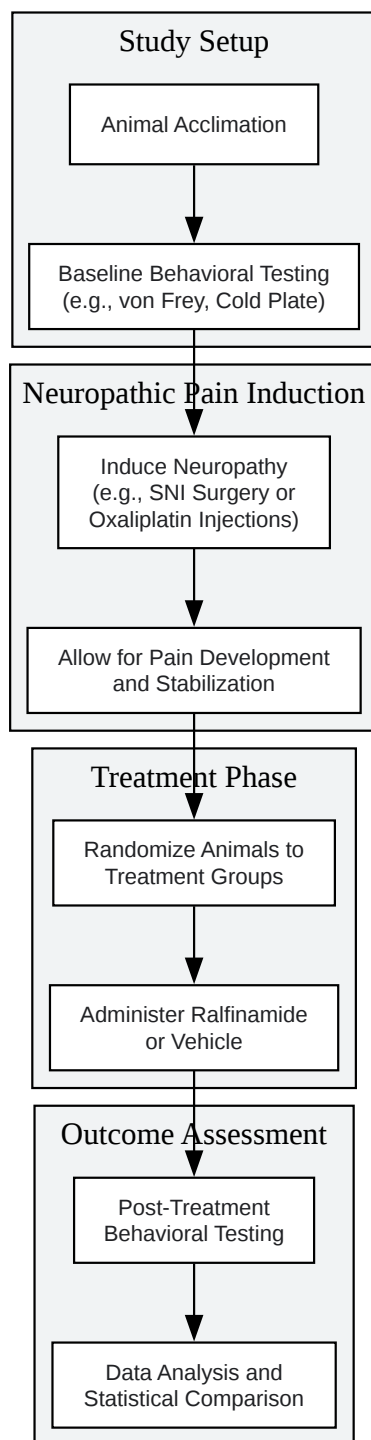 Study Setup
Animal Acclimation
Baseline Behavioral Testing
(e.g., von Frey, Cold Plate)
Neuropathic Pain Induction
Induce Neuropathy
(e.g., SNI Surgery or
Oxaliplatin Injections)
Allow for Pain Development
and Stabilization
Treatment Phase
Randomize Animals to
Treatment Groups
Administer Ralfinamide
or Vehicle
Outcome Assessment
Post-Treatment
Behavioral Testing
Data Analysis and
Statistical Comparison